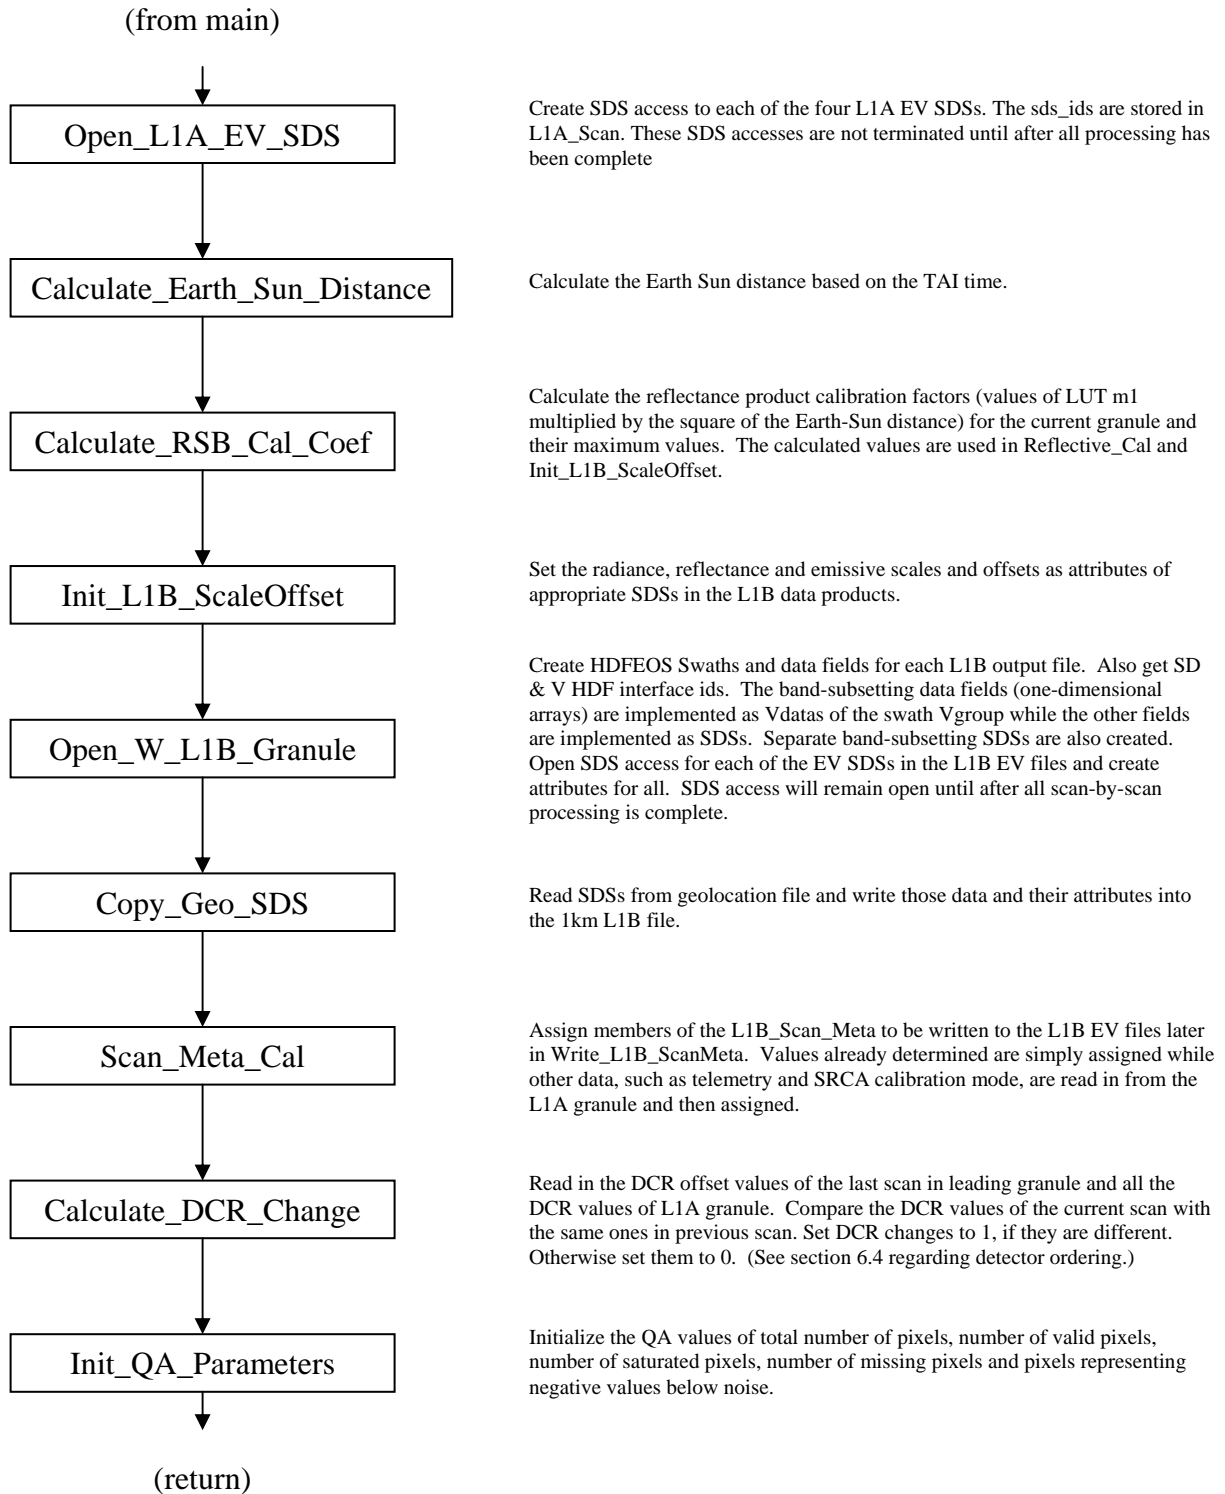 (from main)
Open_L1A_EV_SDS
Create SDS access to each of the four L1A EV SDSs. The sds_ids are stored in
L1A_Scan. These SDS accesses are not terminated until after all processing has
been complete
Calculate_Earth_Sun_Distance
Calculate the Earth Sun distance based on the TAI time.
Calculate_RSB_Cal_Coef
Calculate the reflectance product calibration factors (values of LUT m1
multiplied by the square of the Earth-Sun distance) for the current granule and
their maximum values. The calculated values are used in Reflective_Cal and
Init_L1B_ScaleOffset.
Init_L1B_ScaleOffset
Set the radiance, reflectance and emissive scales and offsets as attributes of
appropriate SDSs in the L1B data products.
Open_W_L1B_Granule
Create HDFEOS Swaths and data fields for each L1B output file. Also get SD
& V HDF interface ids. The band-subsetting data fields (one-dimensional
arrays) are implemented as Vdatas of the swath Vgroup while the other fields
are implemented as SDSs. Separate band-subsetting SDSs are also created.
Open SDS access for each of the EV SDSs in the L1B EV files and create
attributes for all. SDS access will remain open until after all scan-by-scan
processing is complete.
Copy_Geo_SDS
Read SDSs from geolocation file and write those data and their attributes into
the 1km L1B file.
Scan_Meta_Cal
Assign members of the L1B_Scan_Meta to be written to the L1B EV files later
in Write_L1B_ScanMeta. Values already determined are simply assigned while
other data, such as telemetry and SRCA calibration mode, are read in from the
L1A granule and then assigned.
Calculate_DCR_Change
Read in the DCR offset values of the last scan in leading granule and all the
DCR values of L1A granule. Compare the DCR values of the current scan with
the same ones in previous scan. Set DCR changes to 1, if they are different.
Otherwise set them to 0. (See section 6.4 regarding detector ordering.)
Init_QA_Parameters
Initialize the QA values of total number of pixels, number of valid pixels,
number of saturated pixels, number of missing pixels and pixels representing
negative values below noise.
(return)